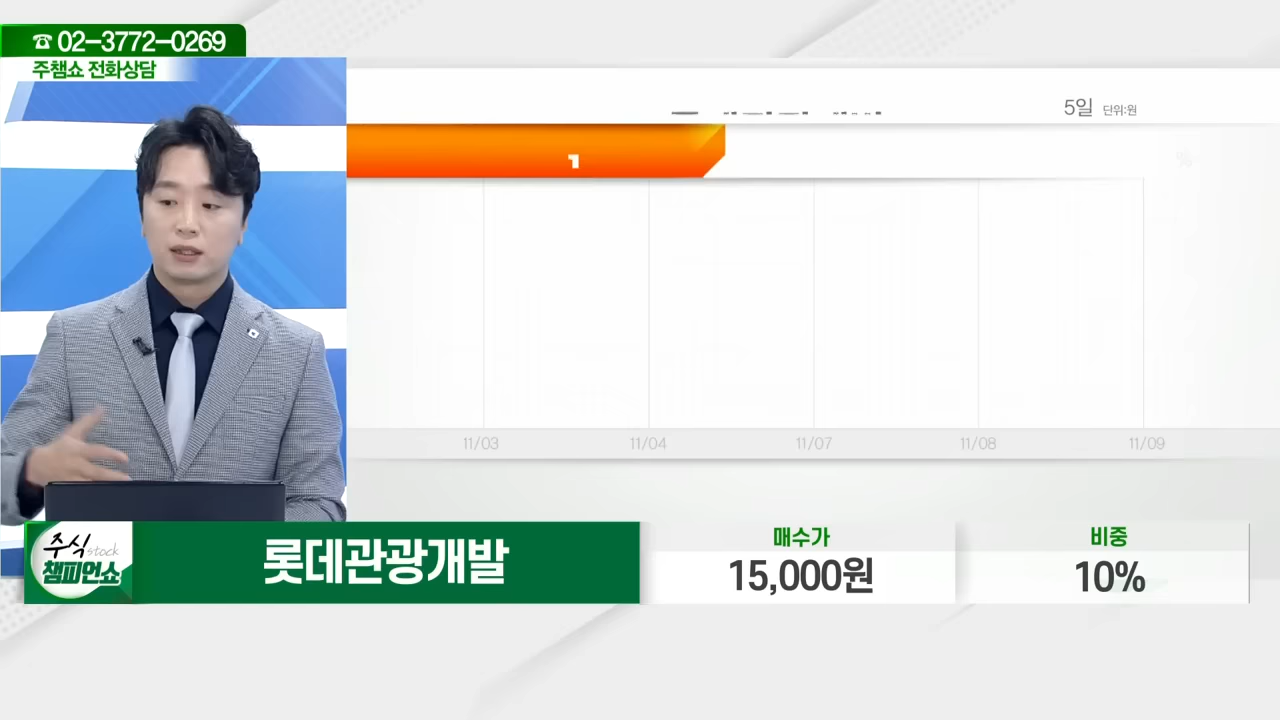 ☎ 02-3772-0269
주챔쇼 전화상담
5일 단위:원
11/03 11/04 11/07 11/08 11/09
주식 stock
챔피언쇼
롯데관광개발
매수가
15,000원
비중
10%